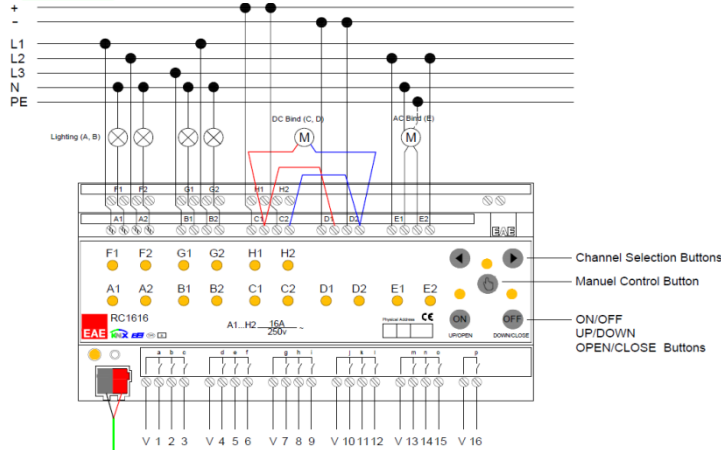 +
-
L1
L2
L3
N
PE
Lighting (A, B)
DC Bind (C, D)
AC Bind (E)
M
M
F1 F2 G1 G2 H1 H2
A1 A2 B1 B2 C1 C2 D1 D2 E1 E2
EAE
F1 F2 G1 G2 H1 H2
A1 A2 B1 B2 C1 C2 D1 D2 E1 E2
Channel Selection Buttons
Manuel Control Button
RC1616
EAE
A1...H2 16A
250v ~
Physical Address
CE
ON OFF
UP/OPEN DOWN/CLOSE
ON/OFF
UP/DOWN
OPEN/CLOSE Buttons
a b c d e f g h i j k l m n o p
V 1 2 3 V 4 5 6 V 7 8 9 V 10 11 12 V 13 14 15 V 16